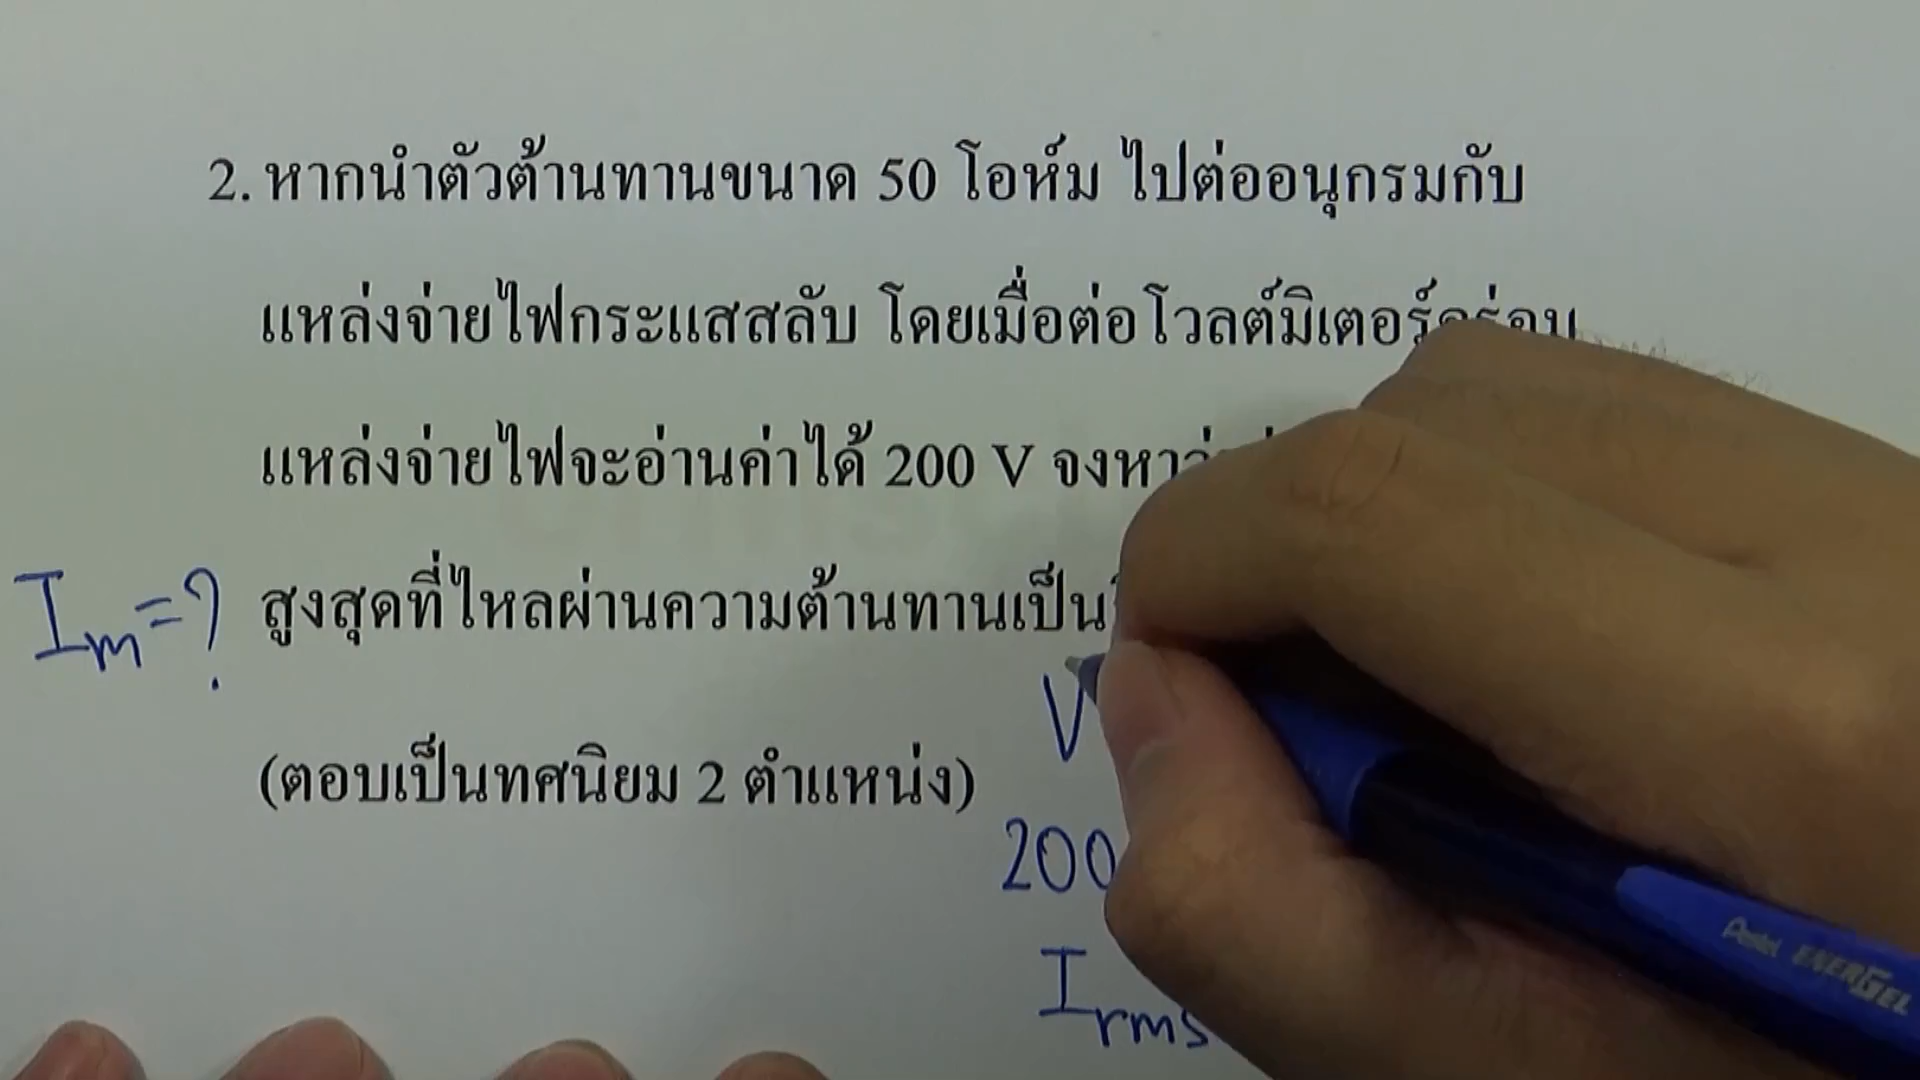 2. หากนำตัวต้านทานขนาด 50 โอห์ม ไปต่ออนุกรมกับ
แหล่งจ่ายไฟกระแสสลับ โดยเมื่อต่อโวลต์มิเตอร์คร่อม
แหล่งจ่ายไฟจะอ่านค่าได้ 200 V จงหา
Im=? สูงสุดที่ไหลผ่านความต้านทานเป็น
V
(ตอบเป็นทศนิยม 2 ตำแหน่ง)
200
Irms
Pentel ENERGEL